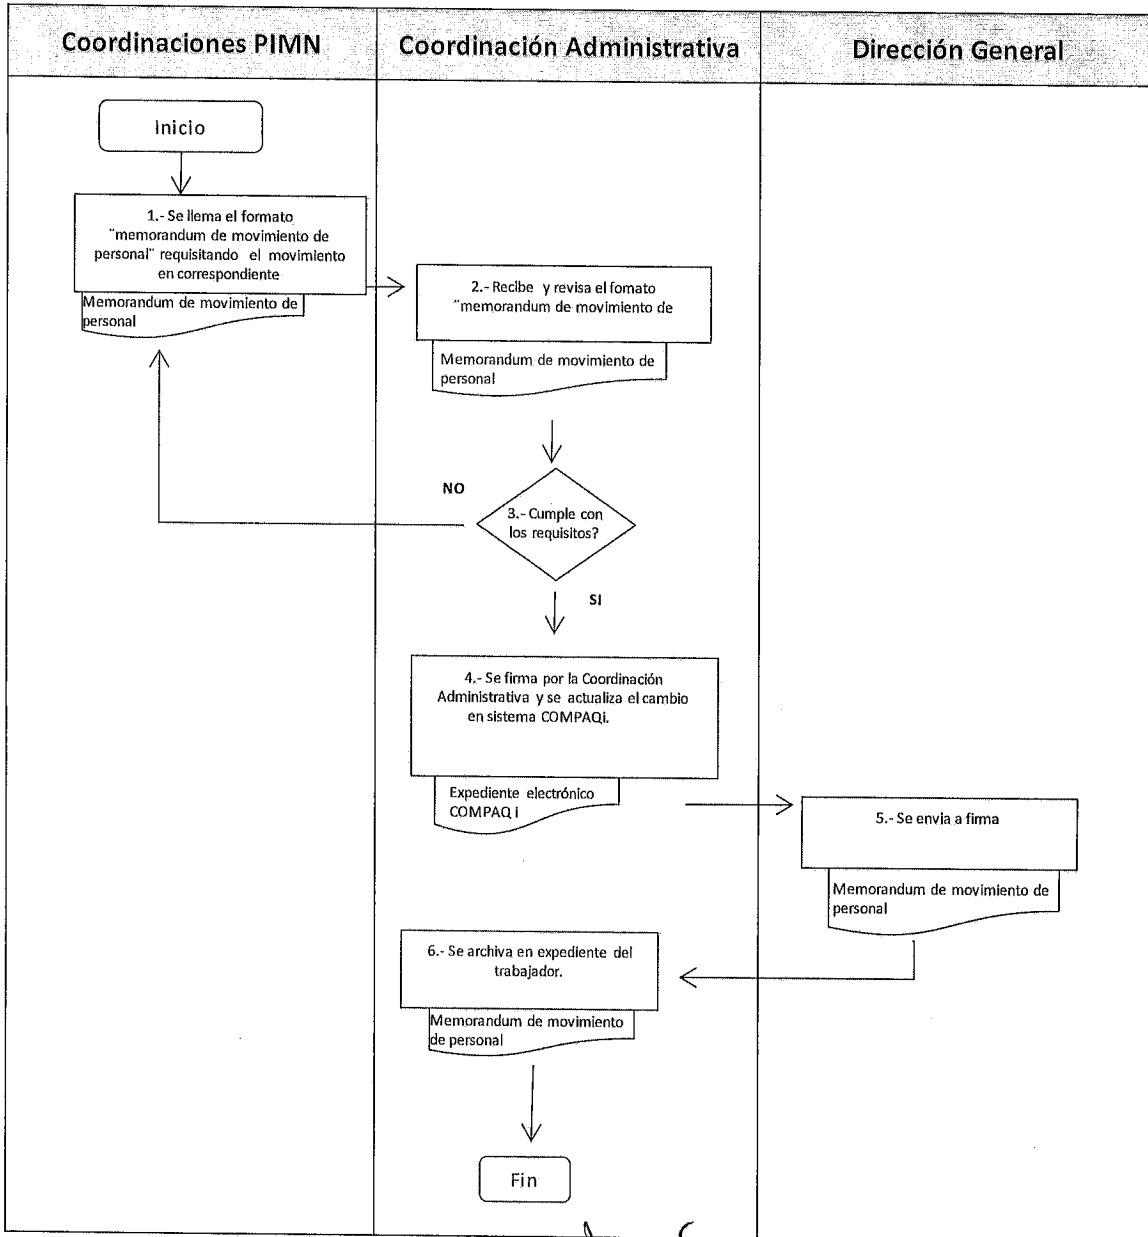 Coordinaciones PIMN
Coordinación Administrativa
Dirección General
Inicio
1.- Se llema el formato
"memorandum de movimiento de
personal" requisitando el movimiento
en correspondiente
Memorandum de movimiento de
personal
2.- Recibe y revisa el fomato
"memorandum de movimiento de
Memorandum de movimiento de
personal
NO
3.- Cumple con
los requisitos?
SI
4.- Se firma por la Coordinación
Administrativa y se actualiza el cambio
en sistema COMPAQi.
Expediente electrónico
COMPAQ i
5.- Se envia a firma
Memorandum de movimiento de
personal
6.- Se archiva en expediente del
trabajador.
Memorandum de movimiento
de personal
Fin